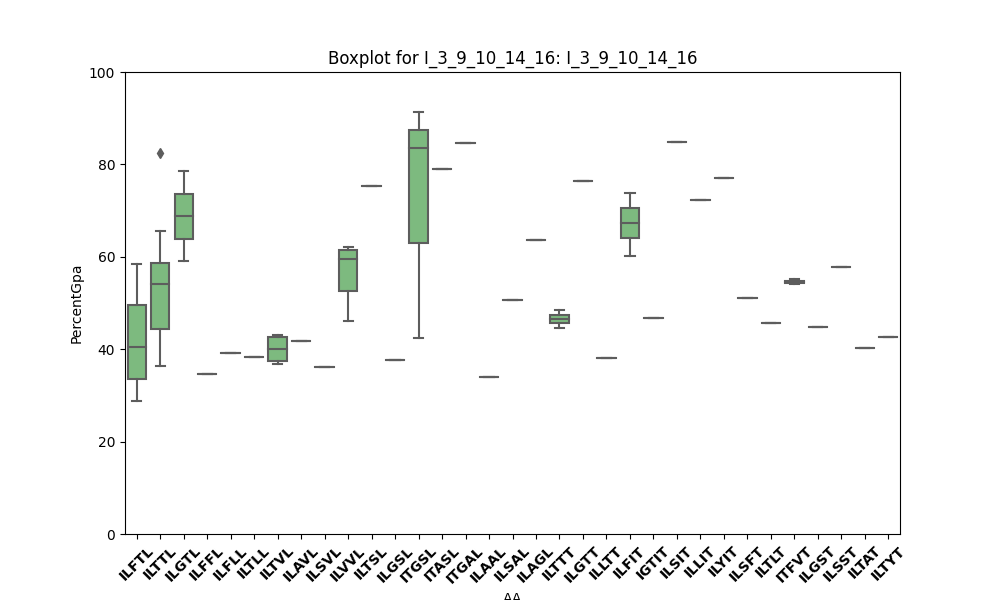 Boxplot for I_3_9_10_14_16: I_3_9_10_14_16
100
80
60
40
20
0
PercentGpa
ILFTL ILTTL ILGTL ILFFL ILFLL ILTLL ILTVL ILAVL ILSVL ILVVL ILTSL ILGSL ITGSL ITASL ITGAL ILAAL ILSAL ILAGL ILTTT ILGTT ILLTT ILFIT IGTIT ILSIT ILLIT ILYIT ILSFT ILTLT ITFVT ILGST ILSST ILTAT ILTYT
AA